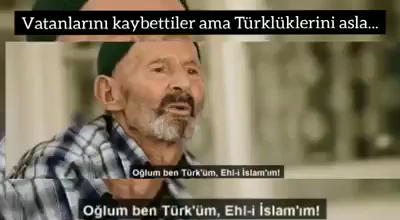 Vatanlarını kaybettiler ama Türklüklerini asla...
Oğlum ben Türk'üm, Ehl-i İslam'ım!
Oğlum ben Türk'üm, Ehl-i İslam'ım!